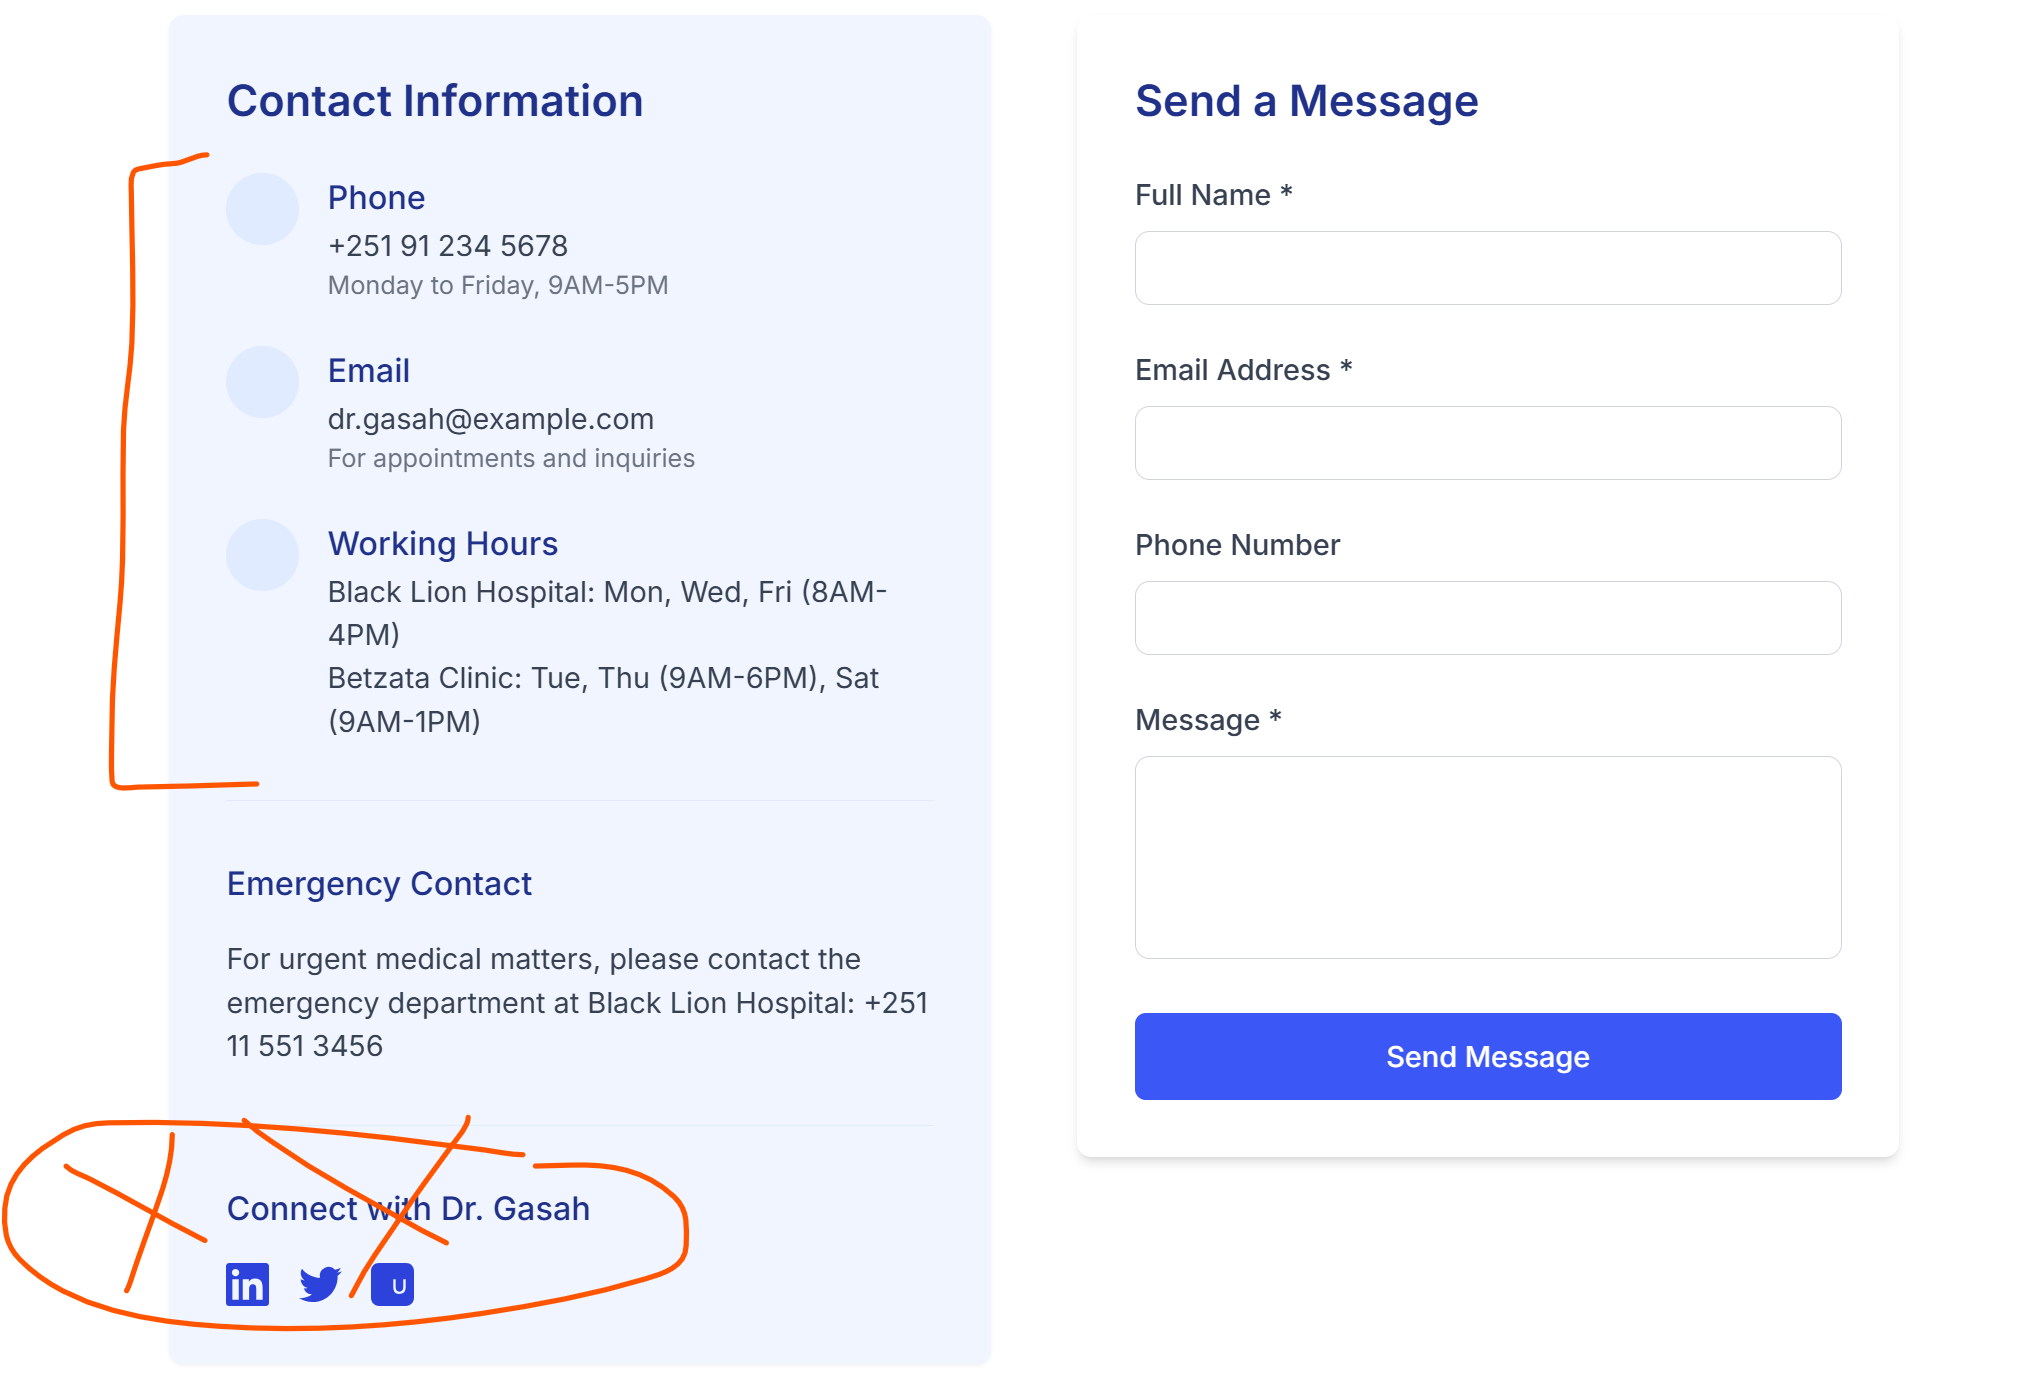 Contact Information
Phone
+251 91 234 5678
Monday to Friday, 9AM-5PM
Email
dr.gasah@example.com
For appointments and inquiries
Working Hours
Black Lion Hospital: Mon, Wed, Fri (8AM-
4PM)
Betzata Clinic: Tue, Thu (9AM-6PM), Sat
(9AM-1PM)
Emergency Contact
For urgent medical matters, please contact the
emergency department at Black Lion Hospital: +251
11 551 3456
Connect with Dr. Gasah
in
U
Send a Message
Full Name *
Email Address *
Phone Number
Message *
Send Message